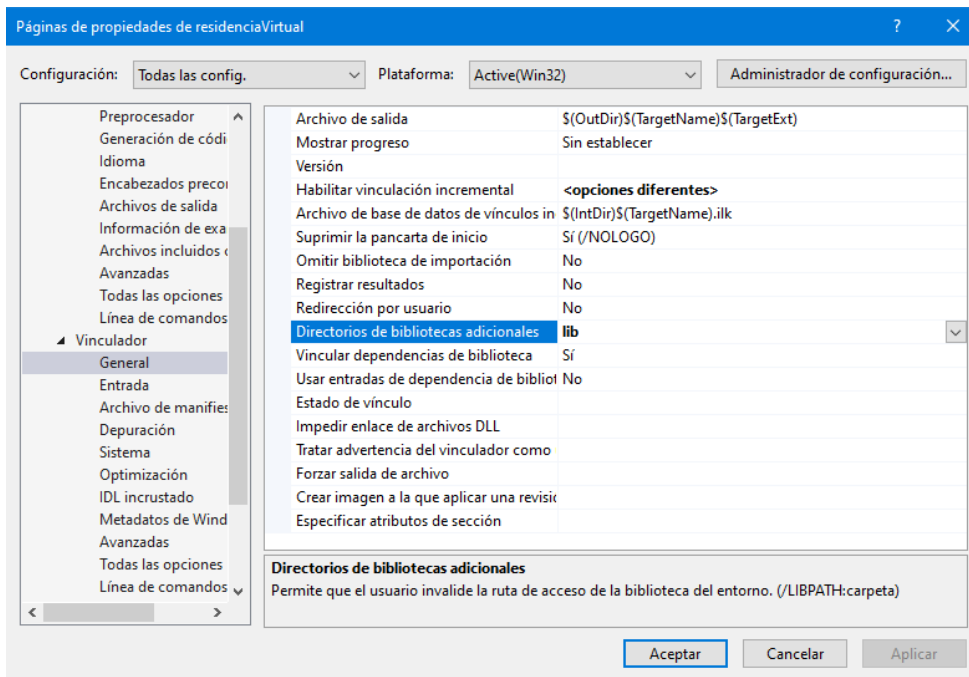 Páginas de propiedades de residenciaVirtual
Configuración: Todas las config. Plataforma: Active(Win32) Administrador de configuración...
Preprocesador
Generación de códi
Idioma
Encabezados precor
Archivos de salida
Información de exa
Archivos incluidos
Avanzadas
Todas las opciones
Línea de comandos
Vinculador
General
Entrada
Archivo de manifies
Depuración
Sistema
Optimización
IDL incrustado
Metadatos de Wind
Avanzadas
Todas las opciones
Línea de comandos
Archivo de salida $(OutDir)$(TargetName)$(TargetExt)
Mostrar progreso Sin establecer
Versión
Habilitar vinculación incremental <opciones diferentes>
Archivo de base de datos de vínculos in $(IntDir)$(TargetName).ilk
Suprimir la pancarta de inicio Sí (/NOLOGO)
Omitir biblioteca de importación No
Registrar resultados No
Redirección por usuario No
Directorios de bibliotecas adicionales lib
Vincular dependencias de biblioteca Sí
Usar entradas de dependencia de bibliot No
Estado de vínculo
Impedir enlace de archivos DLL
Tratar advertencia del vinculador como
Forzar salida de archivo
Crear imagen a la que aplicar una revisic
Especificar atributos de sección
Directorios de bibliotecas adicionales
Permite que el usuario invalide la ruta de acceso de la biblioteca del entorno. (/LIBPATH:carpeta)
Aceptar Cancelar Aplicar